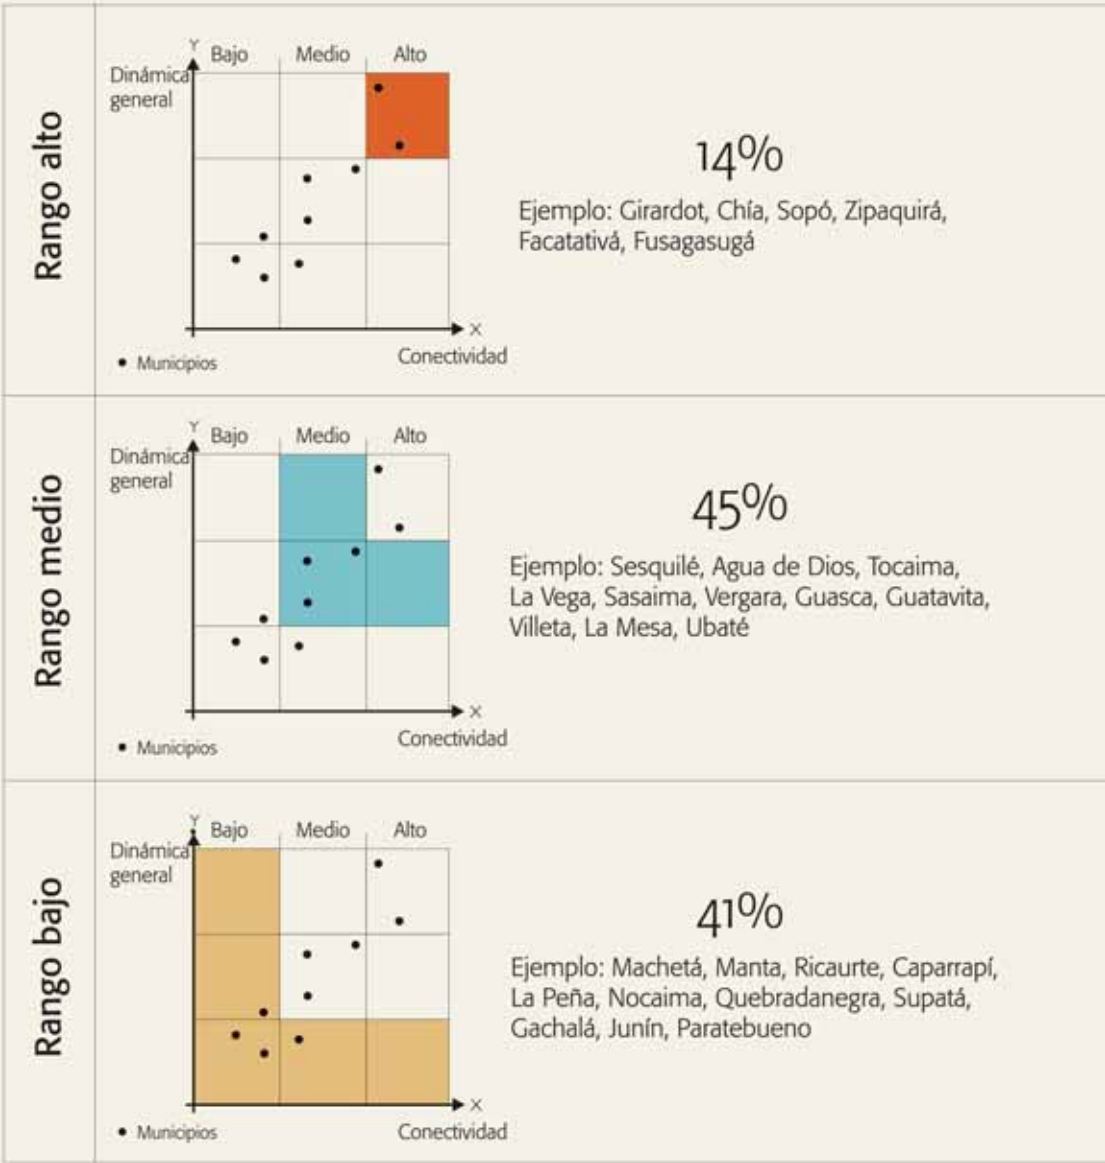 Rango alto
Y
Bajo Medio Alto
Dinámica
general
X
Conectividad
• Municipios
14%
Ejemplo: Girardot, Chía, Sopó, Zipaquirá,
Facatativá, Fusagasugá
Rango medio
Y
Bajo Medio Alto
Dinámica
general
X
Conectividad
• Municipios
45%
Ejemplo: Sesquilé, Agua de Dios, Tocaima,
La Vega, Sasaima, Vergara, Guasca, Guatavita,
Villeta, La Mesa, Ubaté
Rango bajo
Y
Bajo Medio Alto
Dinámica
general
X
Conectividad
• Municipios
41%
Ejemplo: Machetá, Manta, Ricaurte, Caparrapí,
La Peña, Nocaima, Quebradanegra, Supatá,
Gachalá, Junín, Paratebueno